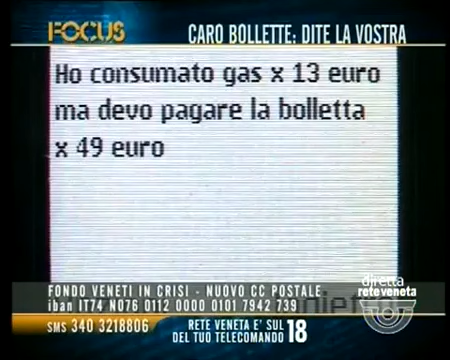 FOCUS
CARO BOLLETTE: DITE LA VOSTRA
Ho consumato gas x 13 euro
ma devo pagare la bolletta
x 49 euro
FONDO VENETI IN CRISI - NUOVO CC POSTALE
iban IT74 N076 0112 0000 0101 7942 739
diretta
reteveneta
SMS 340 3218806
RETE VENETA E' SUL
DEL TUO TELECOMANDO 18